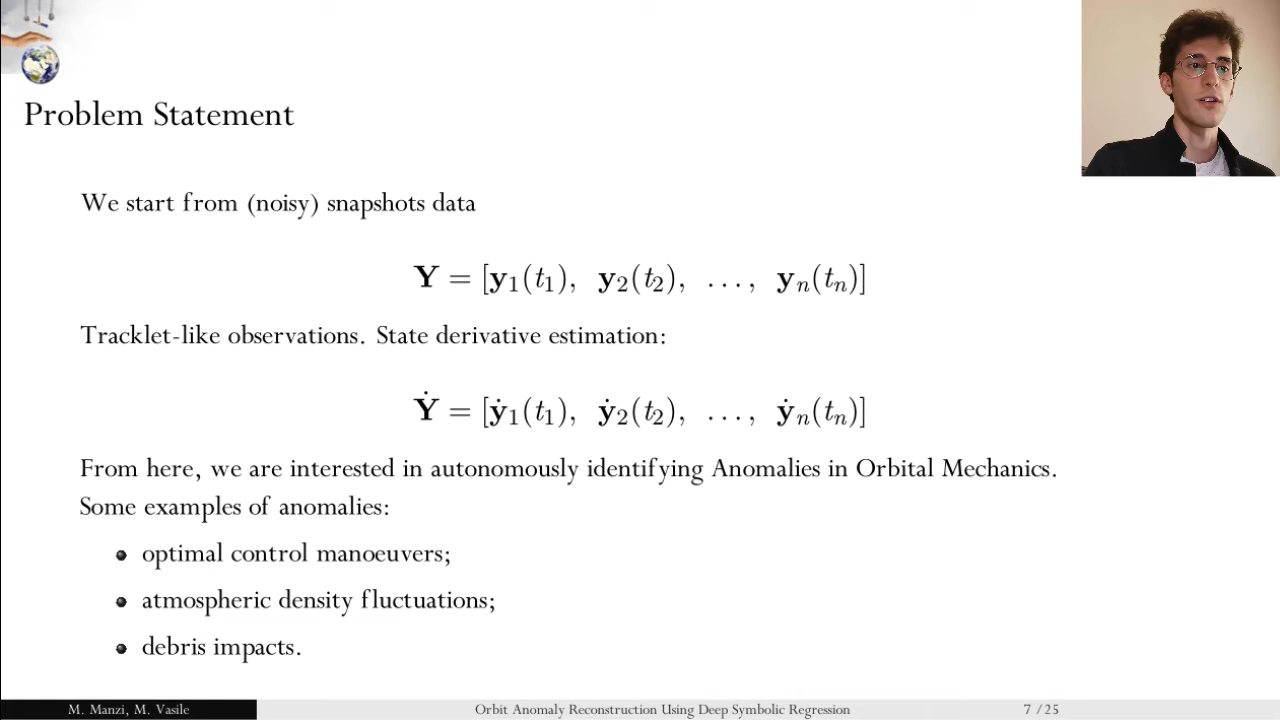 Problem Statement
We start from (noisy) snapshots data
Y = [y₁(t₁), y₂(t₂), ..., yₙ(tₙ)]
Tracklet-like observations. State derivative estimation:
Ẏ = [ẏ₁(t₁), ẏ₂(t₂), ..., ẏₙ(tₙ)]
From here, we are interested in autonomously identifying Anomalies in Orbital Mechanics.
Some examples of anomalies:
optimal control manoeuvers;
atmospheric density fluctuations;
debris impacts.
M. Manzi, M. Vasile Orbit Anomaly Reconstruction Using Deep Symbolic Regression 7 / 25